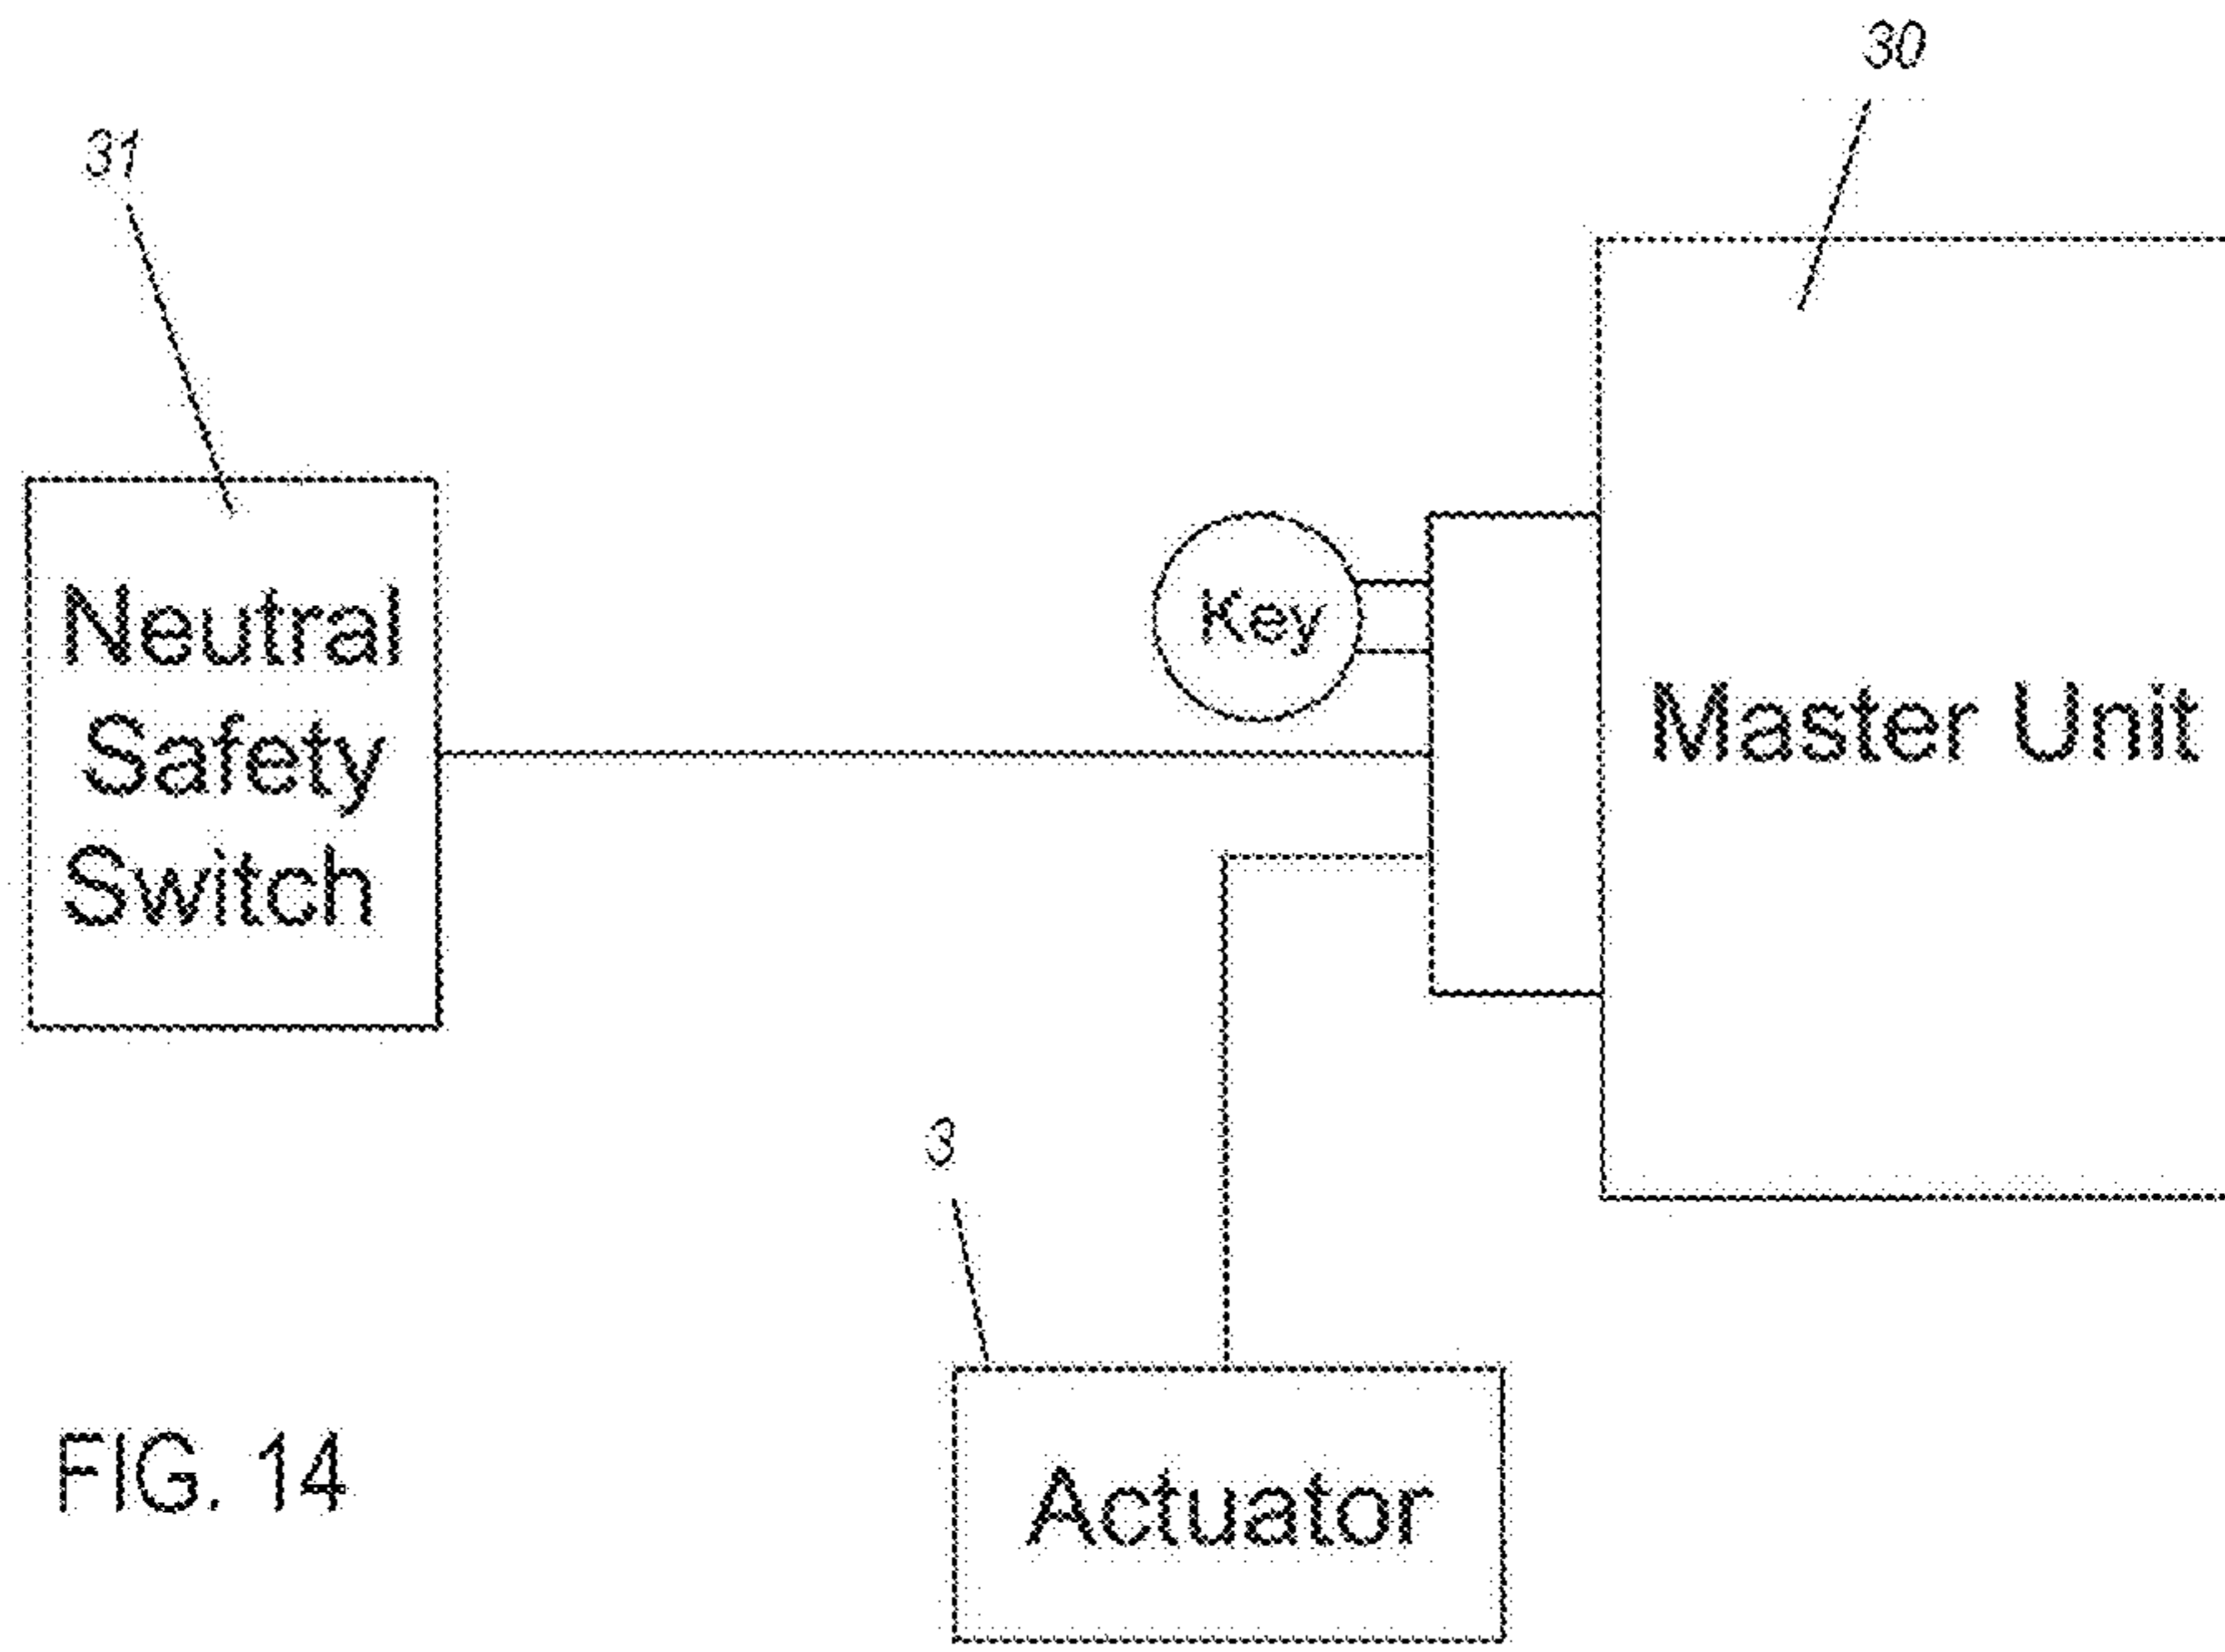 30
31
Neutral
Safety
Switch
Key
Master Unit
3
Actuator
FIG. 14